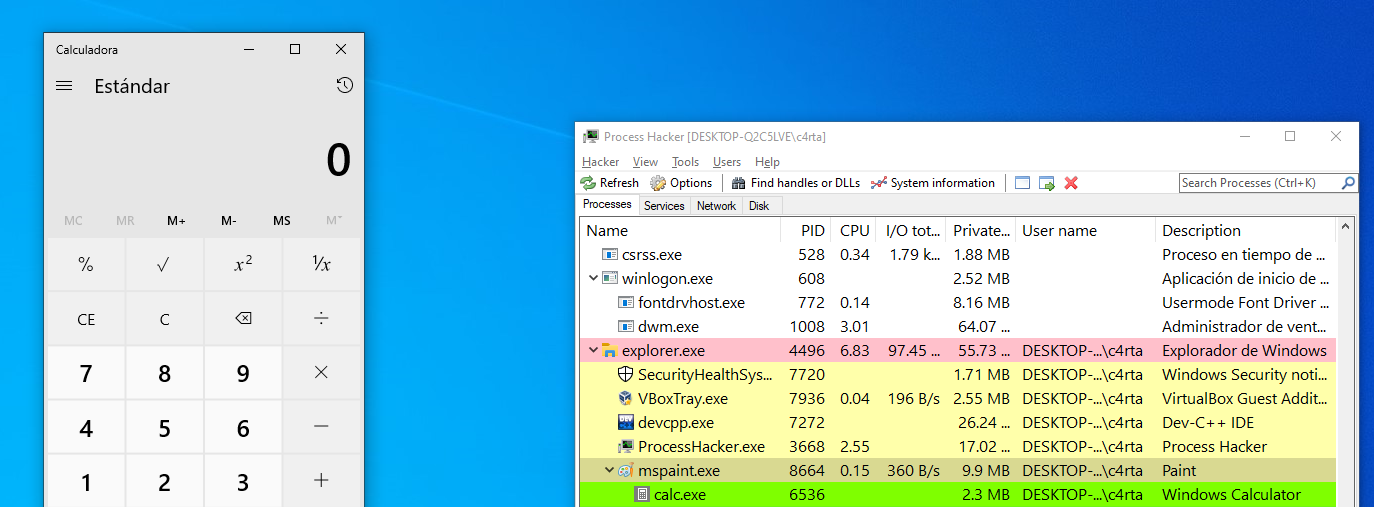 Calculadora
Estándar
0
MC MR M+ M- MS Mˇ
% √ x² ¹/x
CE C ⌫ ÷
7 8 9 ×
4 5 6 −
1 2 3 +
Process Hacker [DESKTOP-Q2C5LVE\c4rta]
Hacker View Tools Users Help
Refresh Options Find handles or DLLs System information Search Processes (Ctrl+K)
Processes Services Network Disk
Name PID CPU I/O tot... Private... User name Description
csrss.exe 528 0.34 1.79 k... 1.88 MB Proceso en tiempo de ...
winlogon.exe 608 2.52 MB Aplicación de inicio de ...
fontdrvhost.exe 772 0.14 8.16 MB Usermode Font Driver ...
dwm.exe 1008 3.01 64.07 ... Administrador de vent...
explorer.exe 4496 6.83 97.45 ... 55.73 ... DESKTOP-...\c4rta Explorador de Windows
SecurityHealthSys... 7720 1.71 MB DESKTOP-...\c4rta Windows Security noti...
VBoxTray.exe 7936 0.04 196 B/s 2.55 MB DESKTOP-...\c4rta VirtualBox Guest Addit...
devcpp.exe 7272 26.24 ... DESKTOP-...\c4rta Dev-C++ IDE
ProcessHacker.exe 3668 2.55 17.02 ... DESKTOP-...\c4rta Process Hacker
mspaint.exe 8664 0.15 360 B/s 9.9 MB DESKTOP-...\c4rta Paint
calc.exe 6536 2.3 MB DESKTOP-...\c4rta Windows Calculator